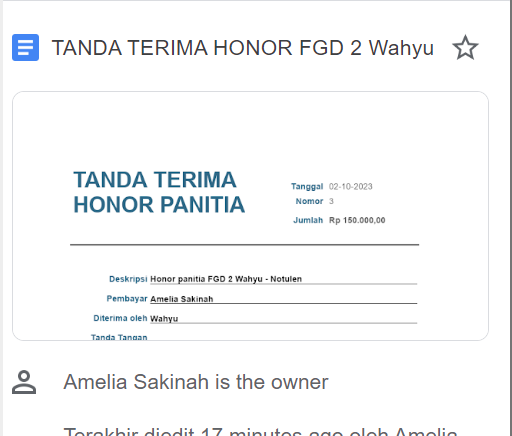 TANDA TERIMA HONOR FGD 2 Wahyu
TANDA TERIMA
HONOR PANITIA
Tanggal 02-10-2023
Nomor 3
Jumlah Rp 150.000,00
Deskripsi Honor panitia FGD 2 Wahyu - Notulen
Pembayar Amelia Sakinah
Diterima oleh Wahyu
Tanda Tangan
Amelia Sakinah is the owner
Terakhir diedit 17 minutes ago oleh Amelia